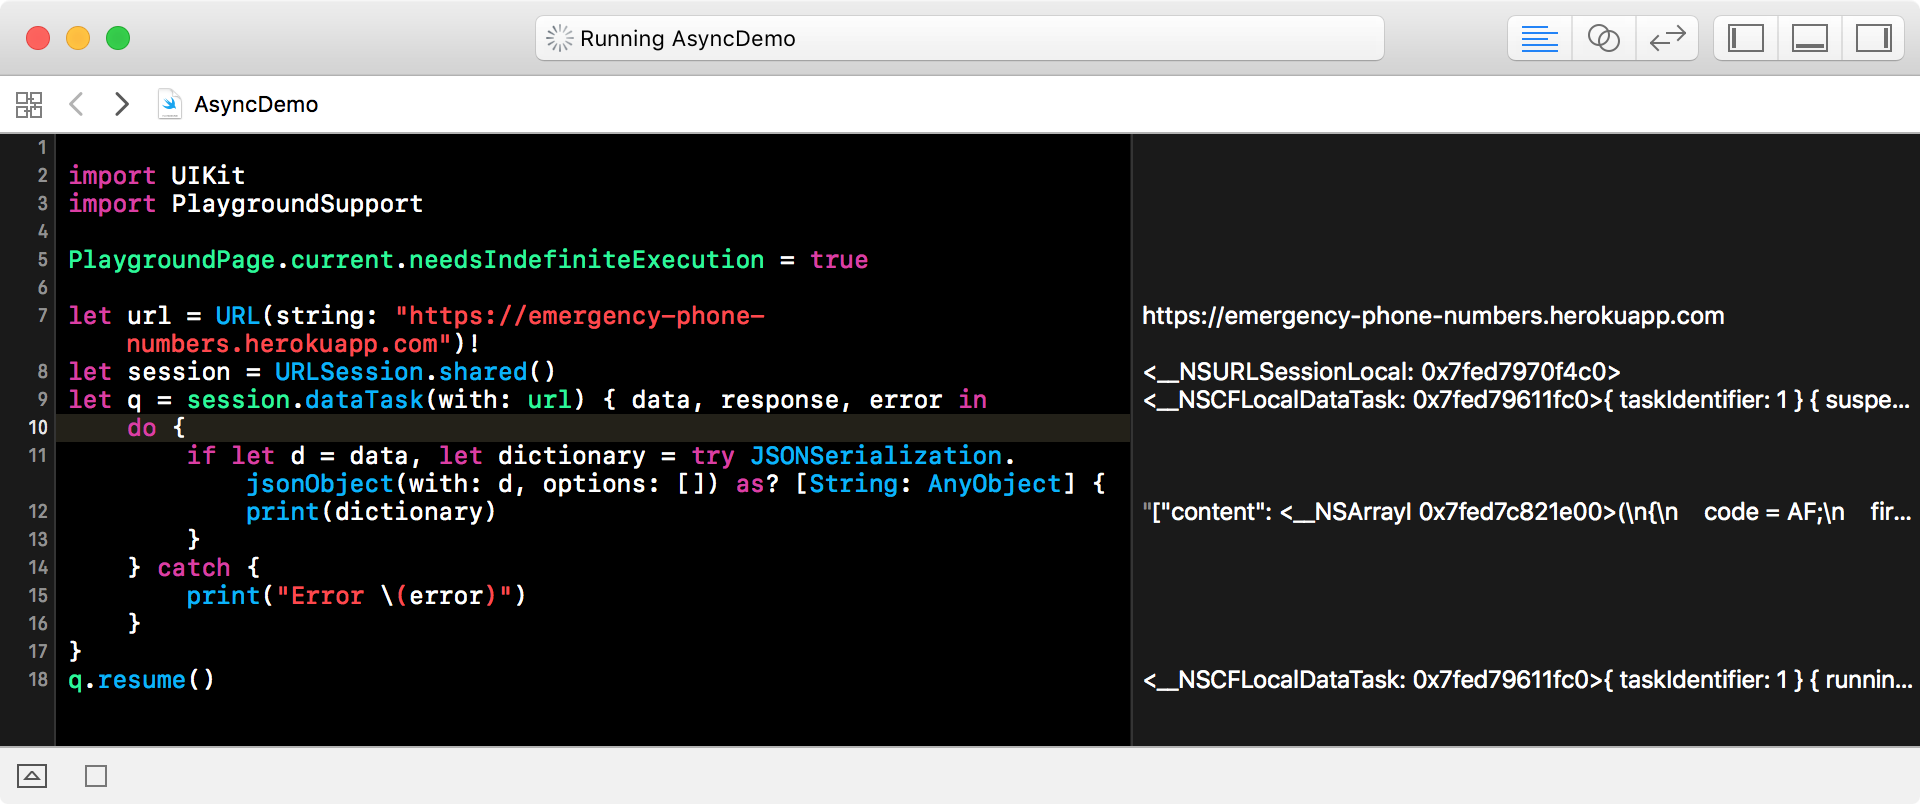 Running AsyncDemo
AsyncDemo
1
2 import UIKit
3 import PlaygroundSupport
4
5 PlaygroundPage.current.needsIndefiniteExecution = true
6
7 let url = URL(string: "https://emergency-phone- https://emergency-phone-numbers.herokuapp.com
numbers.herokuapp.com")!
8 let session = URLSession.shared() <__NSURLSessionLocal: 0x7fed7970f4c0>
9 let q = session.dataTask(with: url) { data, response, error in <__NSCFLocalDataTask: 0x7fed79611fc0>{ taskIdentifier: 1 } { suspe...
10 do {
11 if let d = data, let dictionary = try JSONSerialization.
jsonObject(with: d, options: []) as? [String: AnyObject] {
12 print(dictionary) "["content": <__NSArrayI 0x7fed7c821e00>(\n{\n    code = AF;\n    fir...
13 }
14 } catch {
15 print("Error \(error)")
16 }
17 }
18 q.resume() <__NSCFLocalDataTask: 0x7fed79611fc0>{ taskIdentifier: 1 } { runnin...